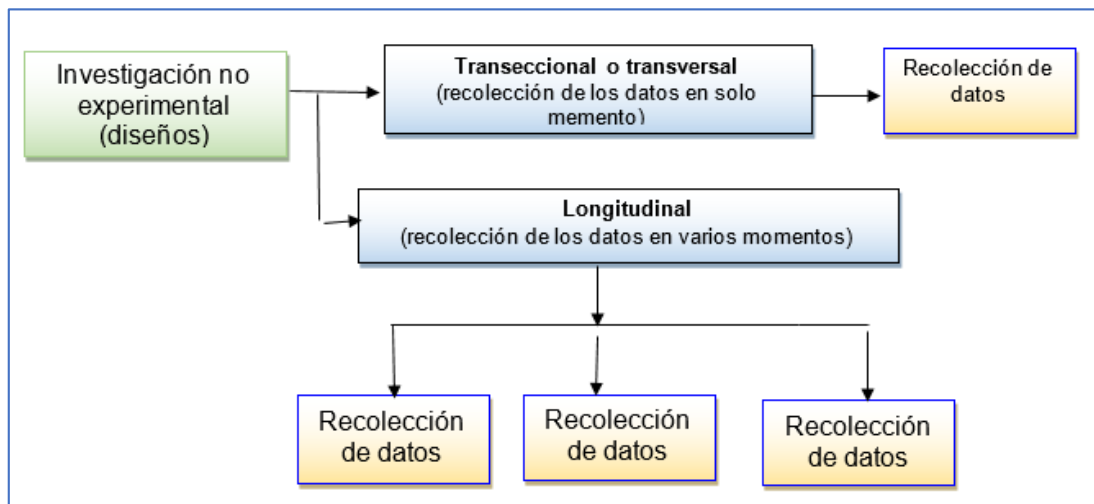 Investigación no
experimental
(diseños)
Transeccional o transversal
(recolección de los datos en solo
memento)
Recolección de
datos
Longitudinal
(recolección de los datos en varios momentos)
Recolección
de datos
Recolección
de datos
Recolección
de datos